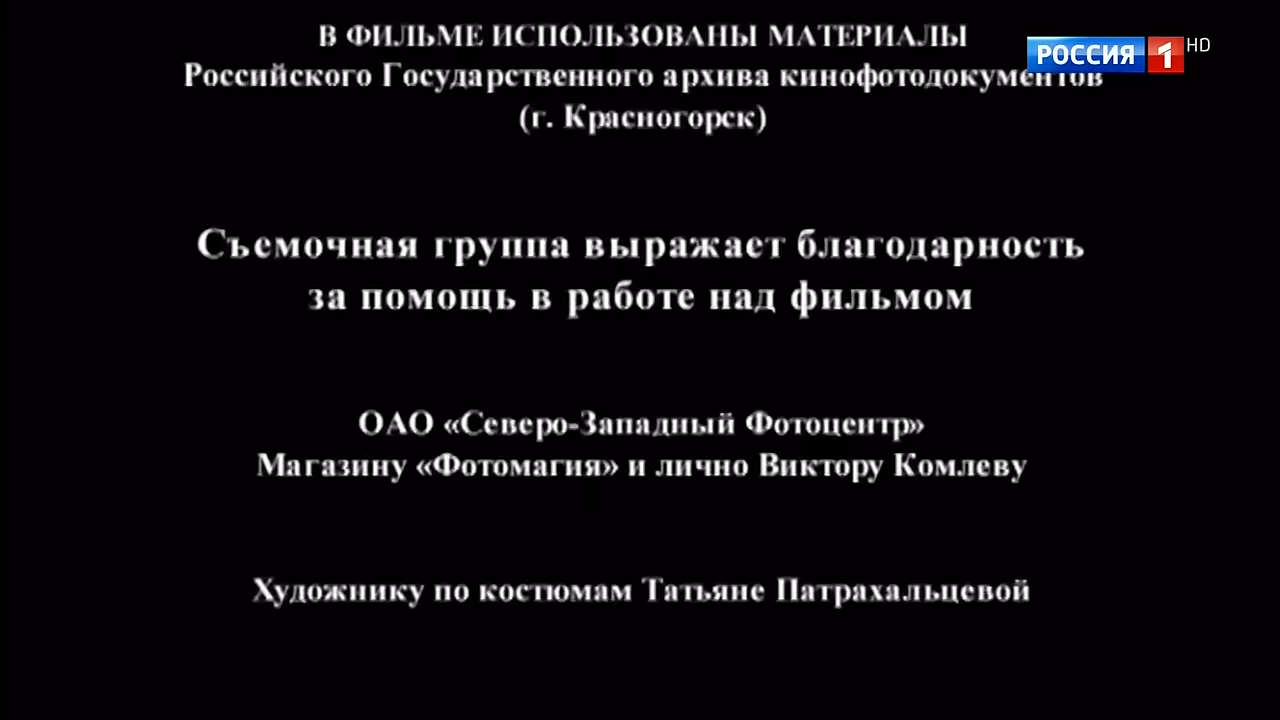 В ФИЛЬМЕ ИСПОЛЬЗОВАНЫ МАТЕРИАЛЫ
РОССИЯ 1 HD
Российского Государственного архива кинофотодокументов
(г. Красногорск)
Съемочная группа выражает благодарность
за помощь в работе над фильмом
ОАО «Северо-Западный Фотоцентр»
Магазину «Фотомагия» и лично Виктору Комлеву
Художнику по костюмам Татьяне Патрахальцевой